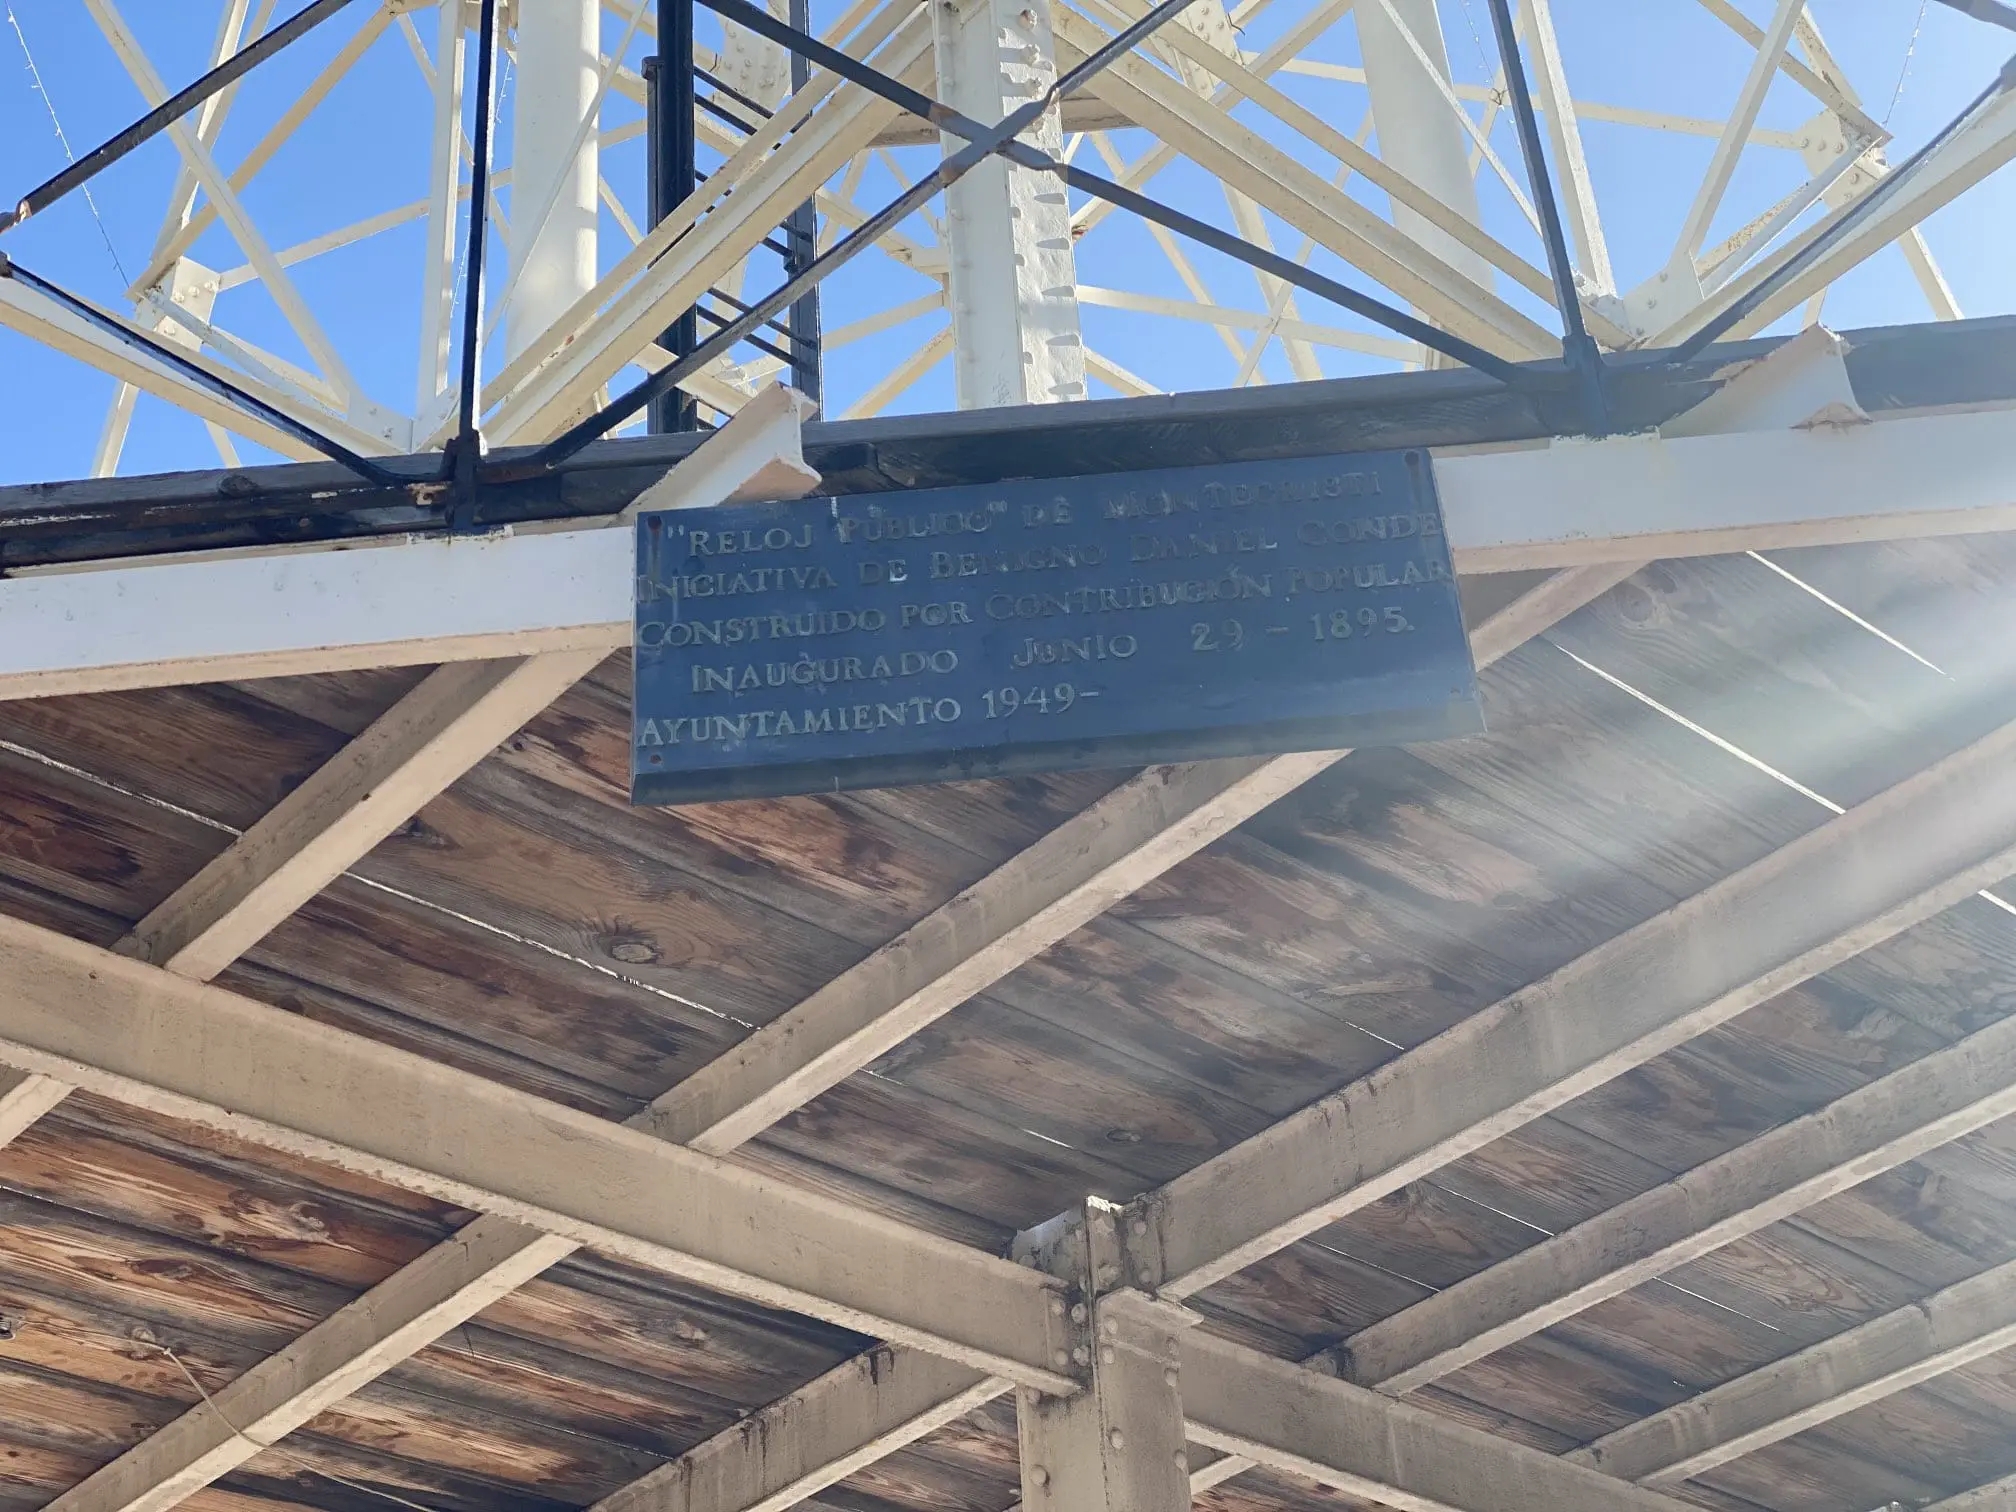 "RELOJ PUBLICO" DE MONTECRISTI
INICIATIVA DE BENIGNO DANIEL CONDE
CONSTRUIDO POR CONTRIBUCIÓN POPULAR
INAUGURADO JUNIO 29 - 1895.
AYUNTAMIENTO 1949-